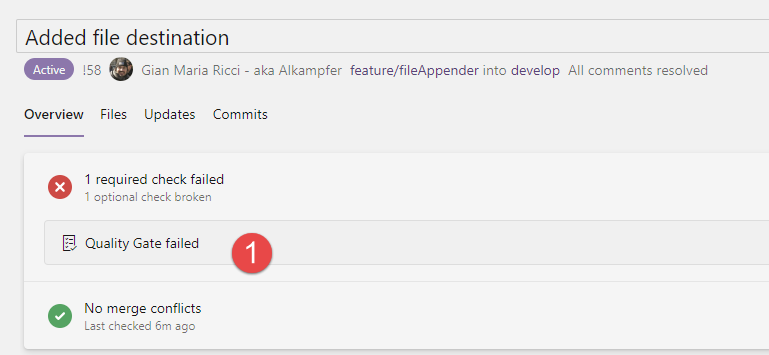 Added file destination
Active !58 Gian Maria Ricci - aka Alkampfer feature/fileAppender into develop All comments resolved
Overview Files Updates Commits
1 required check failed
1 optional check broken
Quality Gate failed 1
No merge conflicts
Last checked 6m ago